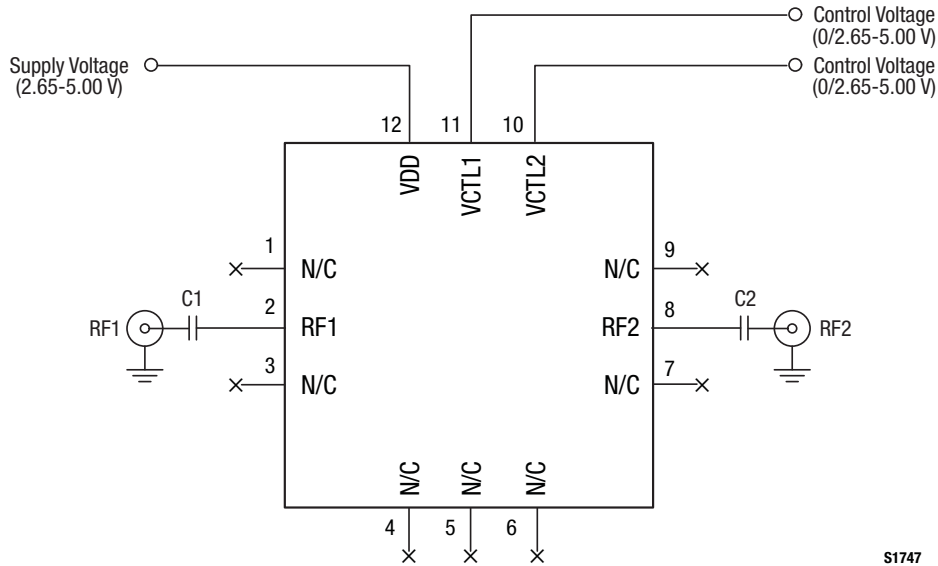 Control Voltage
(0/2.65-5.00 V)
Supply Voltage
(2.65-5.00 V)
Control Voltage
(0/2.65-5.00 V)
12
11
10
VDD
VCTL1
VCTL2
1
N/C
N/C
9
RF1
C1
2
RF1
RF2
8
C2
RF2
3
N/C
N/C
7
N/C
N/C
N/C
4
5
6
S1747